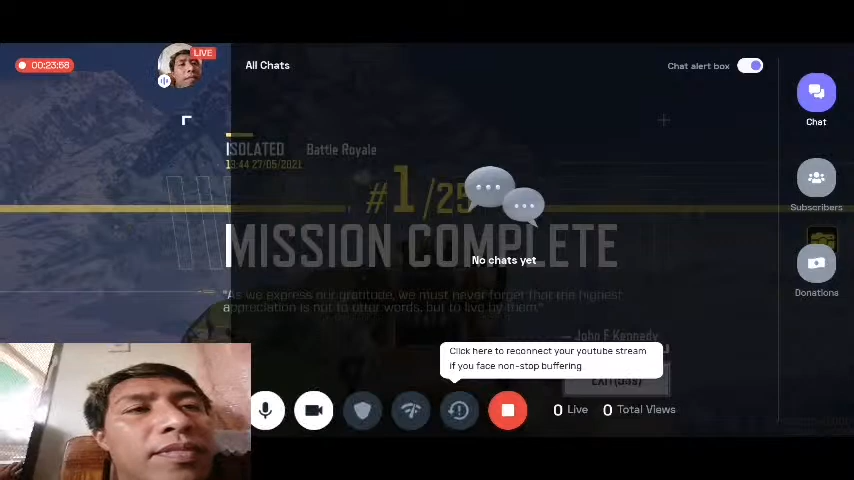 00:23:58
LIVE
All Chats
Chat alert box
Chat
ISOLATED Battle Royale
13:44 27/05/2021
#1/25
Subscribers
MISSION COMPLETE
No chats yet
Donations
"As we express our gratitude, we must never forget that the highest
appreciation is not to utter words, but to live by them."
— John F Kennedy
Click here to reconnect your youtube stream
if you face non-stop buffering
0 Live 0 Total Views